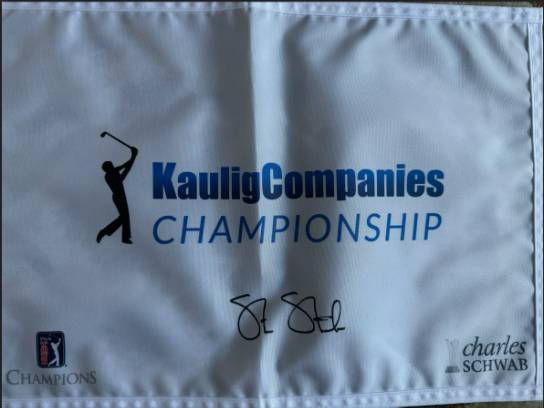 KauligCompanies
CHAMPIONSHIP
CHAMPIONS
charles
SCHWAB